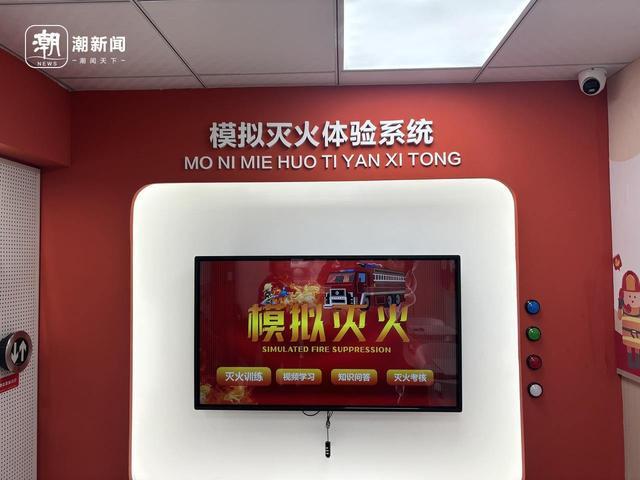 潮
NEWS
潮新闻
潮闻天下
模拟灭火体验系统
MO NI MIE HUO TI YAN XI TONG
模拟灭火
SIMULATED FIRE SUPPRESSION
灭火训练
视频学习
知识问答
灭火考核